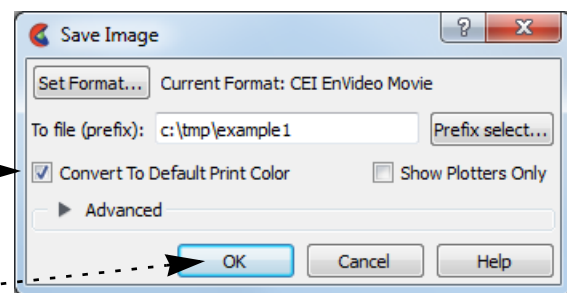 Save Image
?
X
Set Format... Current Format: CEI EnVideo Movie
To file (prefix): c:\tmp\example1 Prefix select...
Convert To Default Print Color Show Plotters Only
Advanced
OK Cancel Help